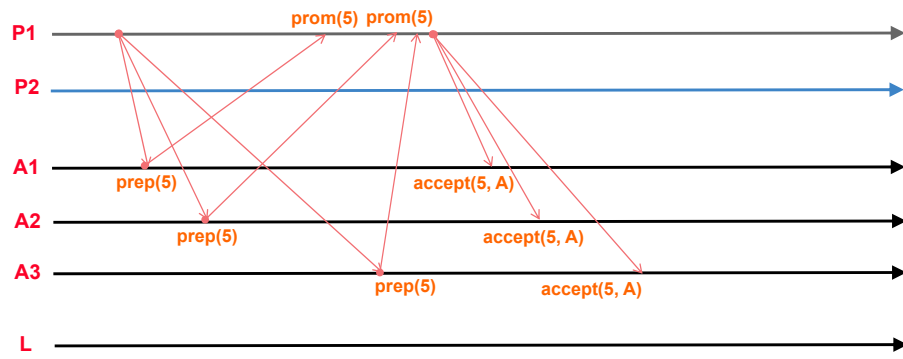 prom(5) prom(5)
P1
P2
A1
prep(5)
accept(5, A)
A2
prep(5)
accept(5, A)
A3
prep(5)
accept(5, A)
L